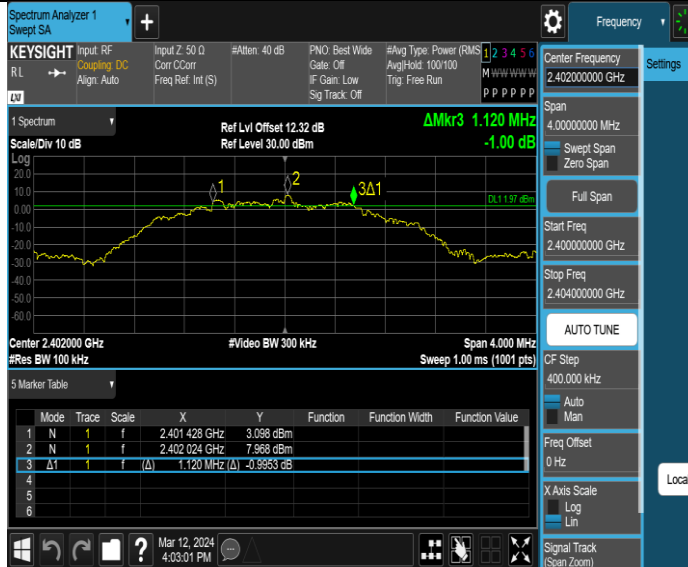 Spectrum Analyzer 1
Swept SA
Frequency
KEYSIGHT
RL
LXI
Input: RF
Coupling: DC
Align: Auto
Input Z: 50 Ω
Corr CCorr
Freq Ref: Int (S)
#Atten: 40 dB
PNO: Best Wide
Gate: Off
IF Gain: Low
Sig Track: Off
#Avg Type: Power (RMS
Avg|Hold: 100/100
Trig: Free Run
1 2 3 4 5 6
M W W W W W
P P P P P P
Center Frequency
2.402000000 GHz
Settings
Span
4.00000000 MHz
Swept Span
Zero Span
Full Span
Start Freq
2.400000000 GHz
Stop Freq
2.404000000 GHz
AUTO TUNE
CF Step
400.000 kHz
Auto
Man
Freq Offset
0 Hz
X Axis Scale
Log
Lin
Local
Signal Track
(Span Zoom)
1 Spectrum
Scale/Div 10 dB
Ref Lvl Offset 12.32 dB
Ref Level 30.00 dBm
ΔMkr3 1.120 MHz
-1.00 dB
Log
20.0
10.0
0.00
-10.0
-20.0
-30.0
-40.0
-50.0
-60.0
1
2
3Δ1
DL1 1.97 dBm
Center 2.402000 GHz
#Res BW 100 kHz
#Video BW 300 kHz
Span 4.000 MHz
Sweep 1.00 ms (1001 pts)
5 Marker Table
Mode Trace Scale X Y Function Function Width Function Value
1 N 1 f 2.401 428 GHz 3.098 dBm
2 N 1 f 2.402 024 GHz 7.968 dBm
3 Δ1 1 f (Δ) 1.120 MHz (Δ) -0.9953 dB
4
5
6
?
Mar 12, 2024
4:03:01 PM